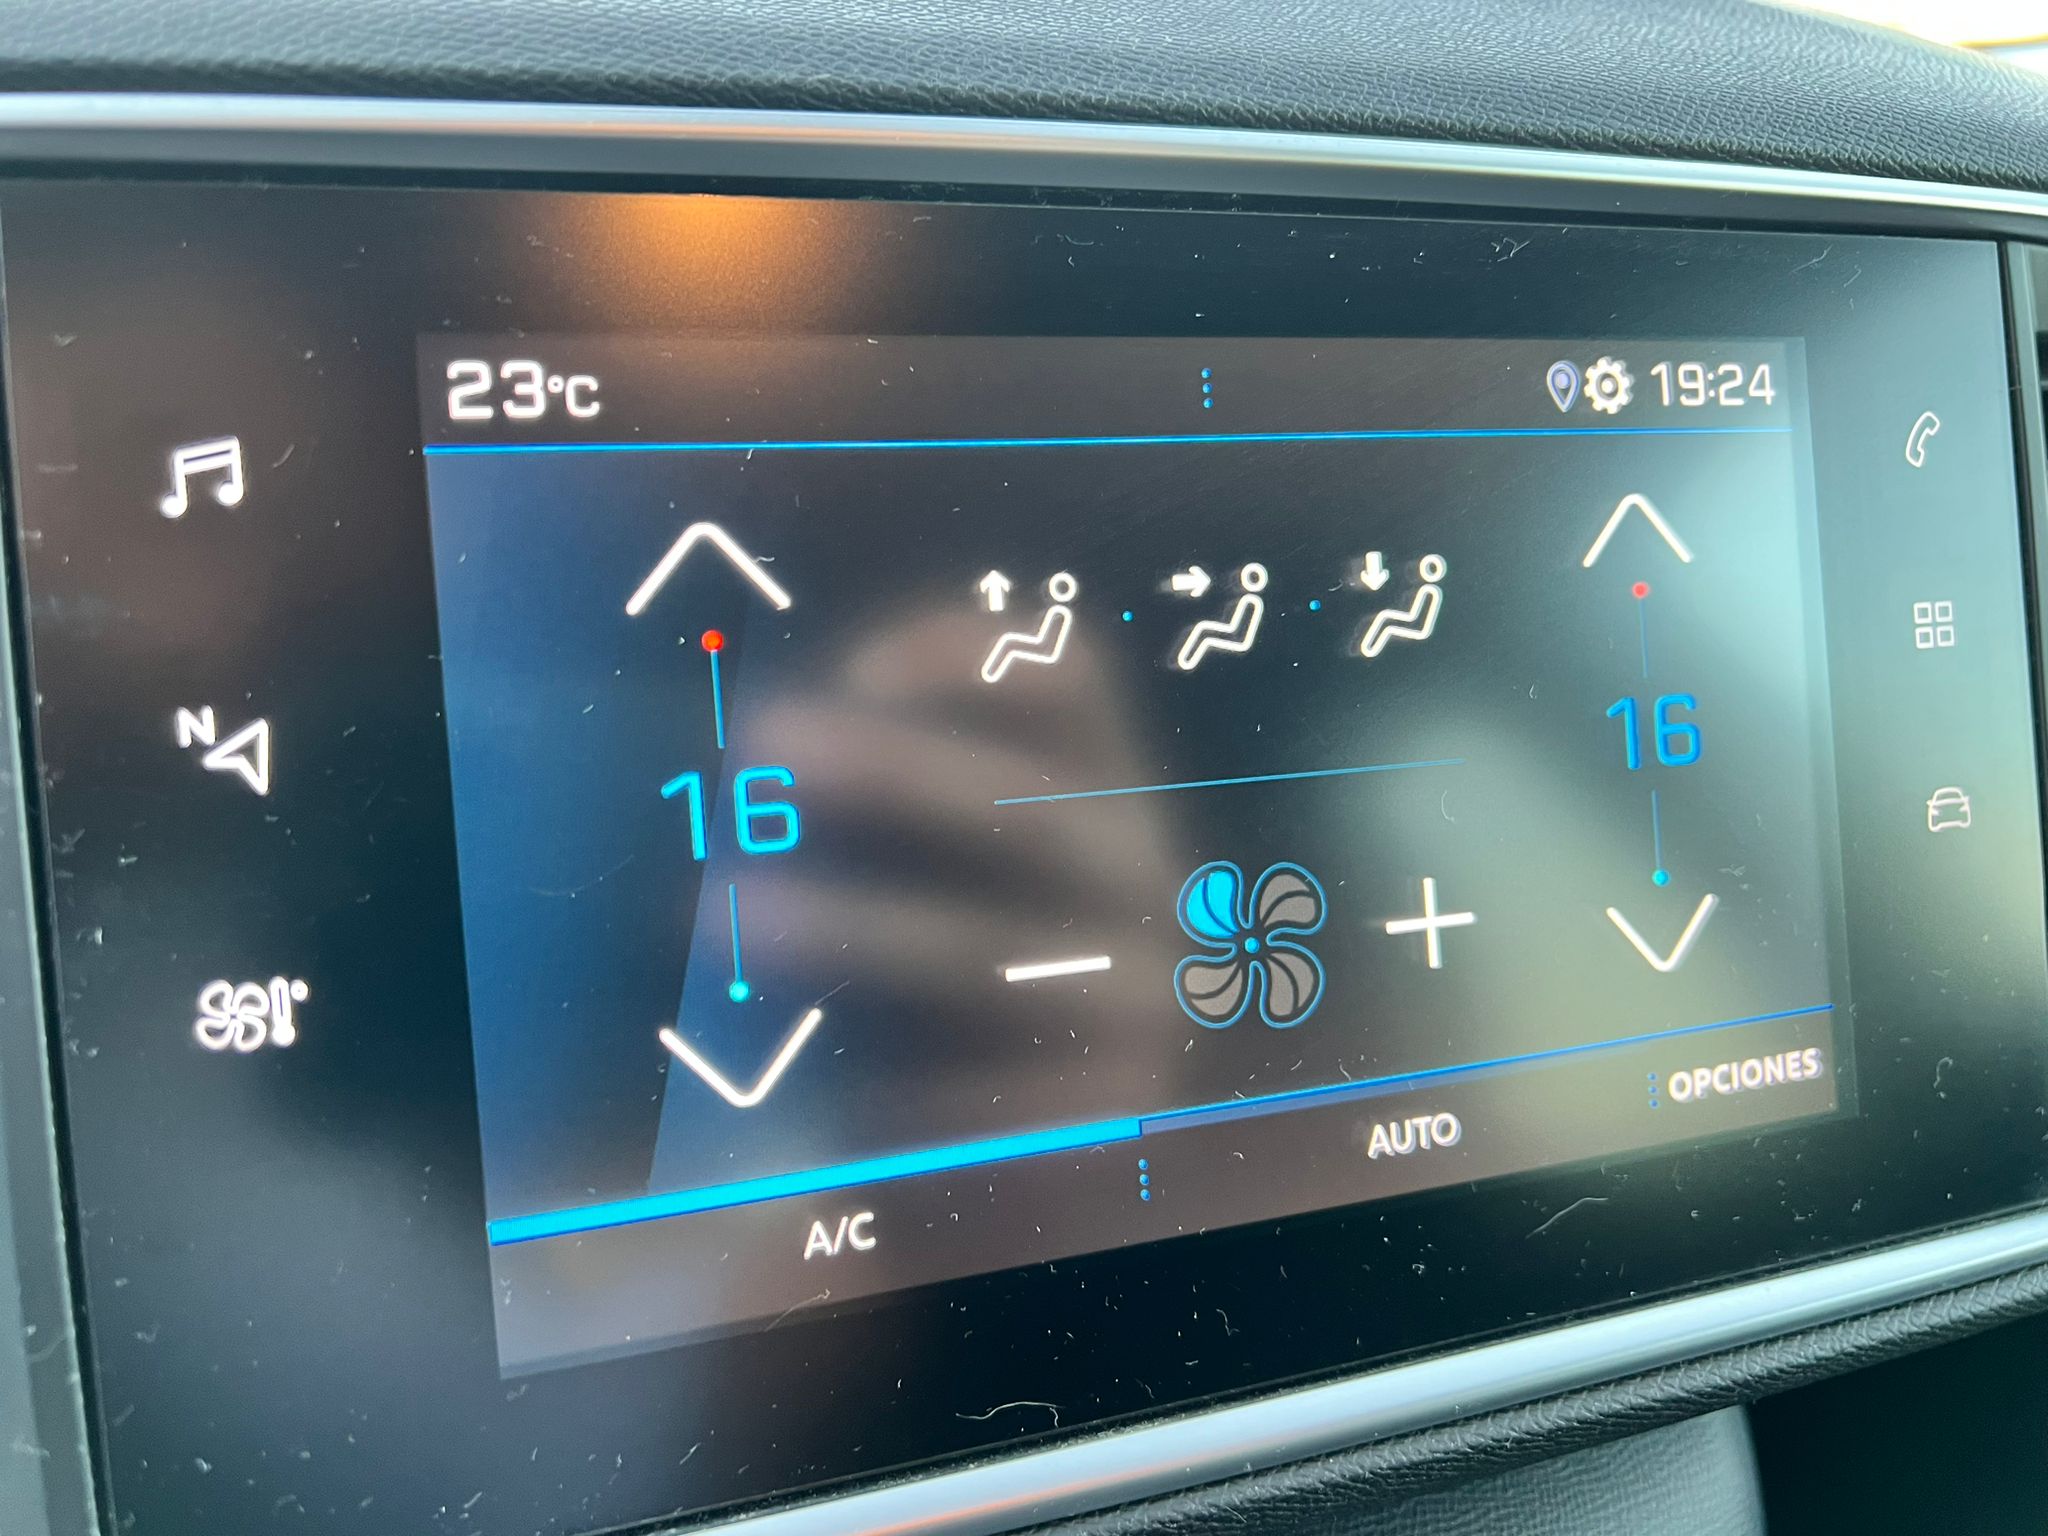 23°C
19:24
N
16
16
OPCIONES
AUTO
A/C